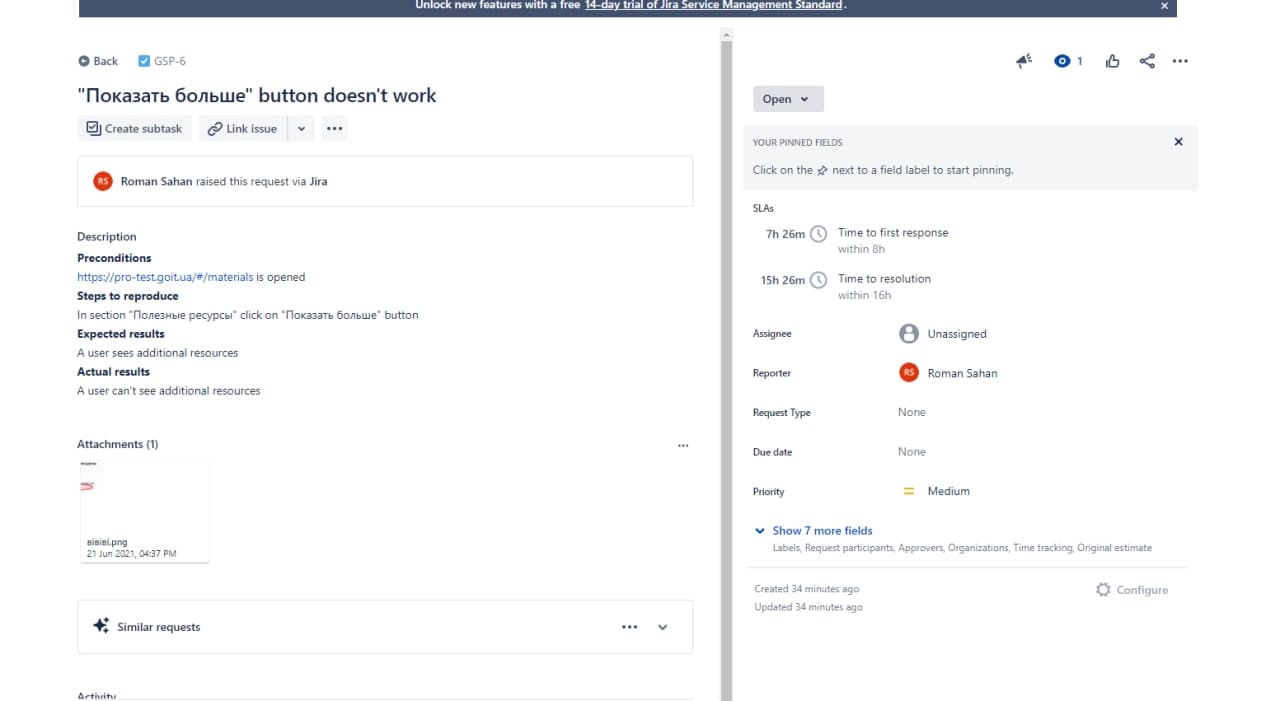 Unlock new features with a free 14-day trial of Jira Service Management Standard.
Back
GSP-6
1
"Показать больше" button doesn't work
Create subtask
Link issue
Open
YOUR PINNED FIELDS
Click on the next to a field label to start pinning.
RS Roman Sahan raised this request via Jira
SLAs
7h 26m Time to first response
within 8h
15h 26m Time to resolution
within 16h
Description
Preconditions
https://pro-test.goit.ua/#/materials is opened
Steps to reproduce
In section "Полезные ресурсы" click on "Показать больше" button
Expected results
A user sees additional resources
Actual results
A user can't see additional resources
Assignee Unassigned
Reporter RS Roman Sahan
Request Type None
Due date None
Priority Medium
Attachments (1)
21 Jun 2021, 04:37 PM
Show 7 more fields
Labels, Request participants, Approvers, Organizations, Time tracking, Original estimate
Created 34 minutes ago
Updated 34 minutes ago
Configure
Similar requests
Activity